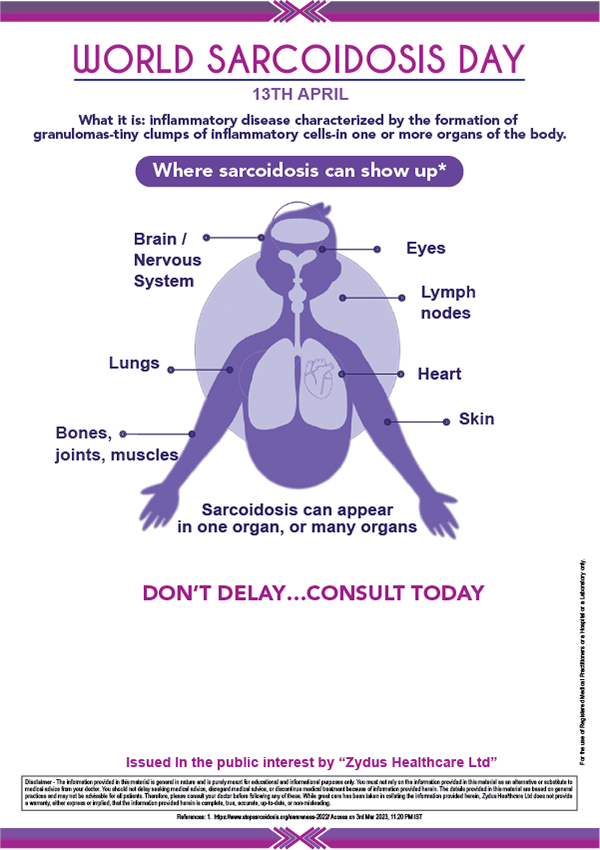 WORLD SARCOIDOSIS DAY
13TH APRIL
What it is: inflammatory disease characterized by the formation of
granulomas-tiny clumps of inflammatory cells-in one or more organs of the body.
Where sarcoidosis can show up*
Brain /
Nervous
System
Eyes
Lymph
nodes
Lungs
Heart
Skin
Bones,
joints, muscles
Sarcoidosis can appear
in one organ, or many organs
DON'T DELAY...CONSULT TODAY
For the use of Registered Medical Practitioners or a Hospital or a Laboratory only.
Issued In the public interest by “Zydus Healthcare Ltd”
Disclaimer - The information provided in this material is general in nature and is purely meant for educational and informational purposes only. You must not rely on the information provided in this material as an alternative or substitute to
medical advice from your doctor. You should not delay seeking medical advice, disregard medical advice, or discontinue medical treatment because of information provided herein. The details provided in this material are based on general
practices and may not be advisable for all patients. Therefore, please consult your doctor before following any of these. While great care has been taken in collating the information provided herein, Zydus Healthcare Ltd does not provide
a warranty, either express or implied, that the information provided herein is complete, true, accurate, up-to-date, or non-misleading.
References: 1. https://www.stopsarcoidosis.org/awareness-2022/ Access on 3rd Mar 2023, 11.20 PM IST